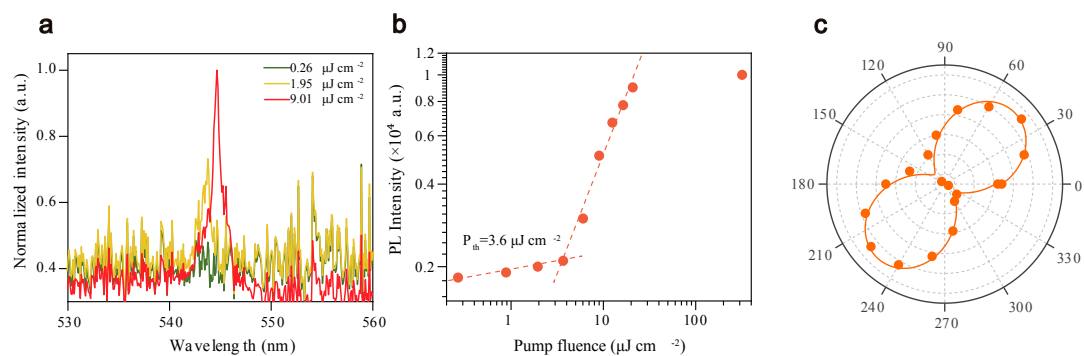 a
Normalized intensity (a.u.)
1.0
0.8
0.6
0.4
0.26 μJ cm -2
1.95 μJ cm -2
9.01 μJ cm -2
530 540 550 560
Wavelength (nm)
b
PL Intensity (×10⁴ a.u.)
1.2
1
0.8
0.6
0.4
0.2
Pth=3.6 μJ cm -2
1 10 100
Pump fluence (μJ cm -2)
c
90
120 60
150 30
180 0
210 330
240 300
270